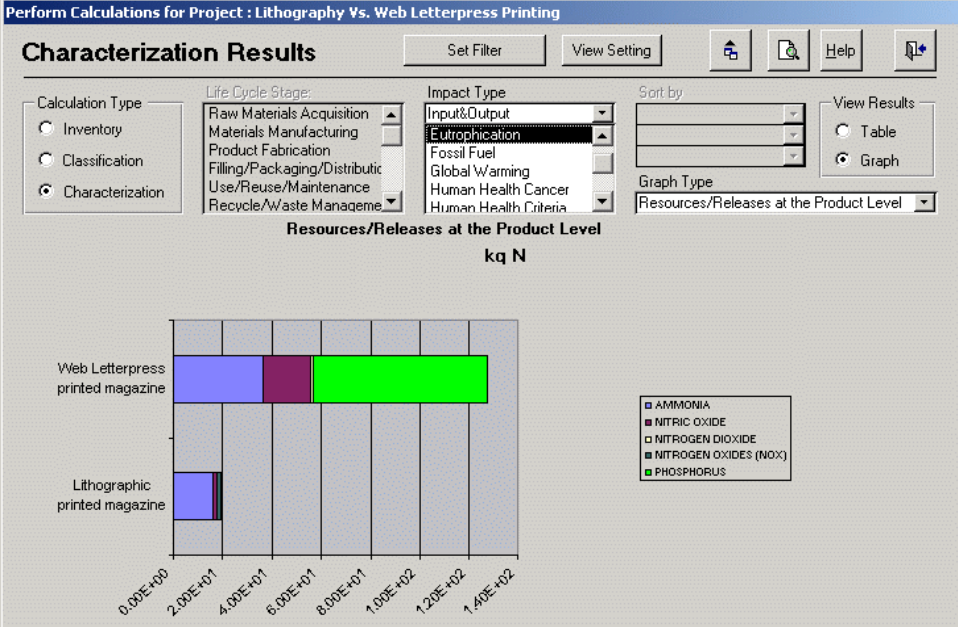 Perform Calculations for Project : Lithography Vs. Web Letterpress Printing
Characterization Results
Set Filter
View Setting
Help
Calculation Type
Inventory
Classification
Characterization
Life Cycle Stage:
Raw Materials Acquisition
Materials Manufacturing
Product Fabrication
Filling/Packaging/Distributic
Use/Reuse/Maintenance
Recycle/Waste Manageme
Impact Type
Input&Output
Eutrophication
Fossil Fuel
Global Warming
Human Health Cancer
Human Health Criteria
Sort by
Graph Type
Resources/Releases at the Product Level
View Results
Table
Graph
Resources/Releases at the Product Level
kq N
Web Letterpress
printed magazine
Lithographic
printed magazine
0.00E+00
2.00E+01
4.00E+01
6.00E+01
8.00E+01
1.00E+02
1.20E+02
1.40E+02
AMMONIA
NITRIC OXIDE
NITROGEN DIOXIDE
NITROGEN OXIDES (NOX)
PHOSPHORUS